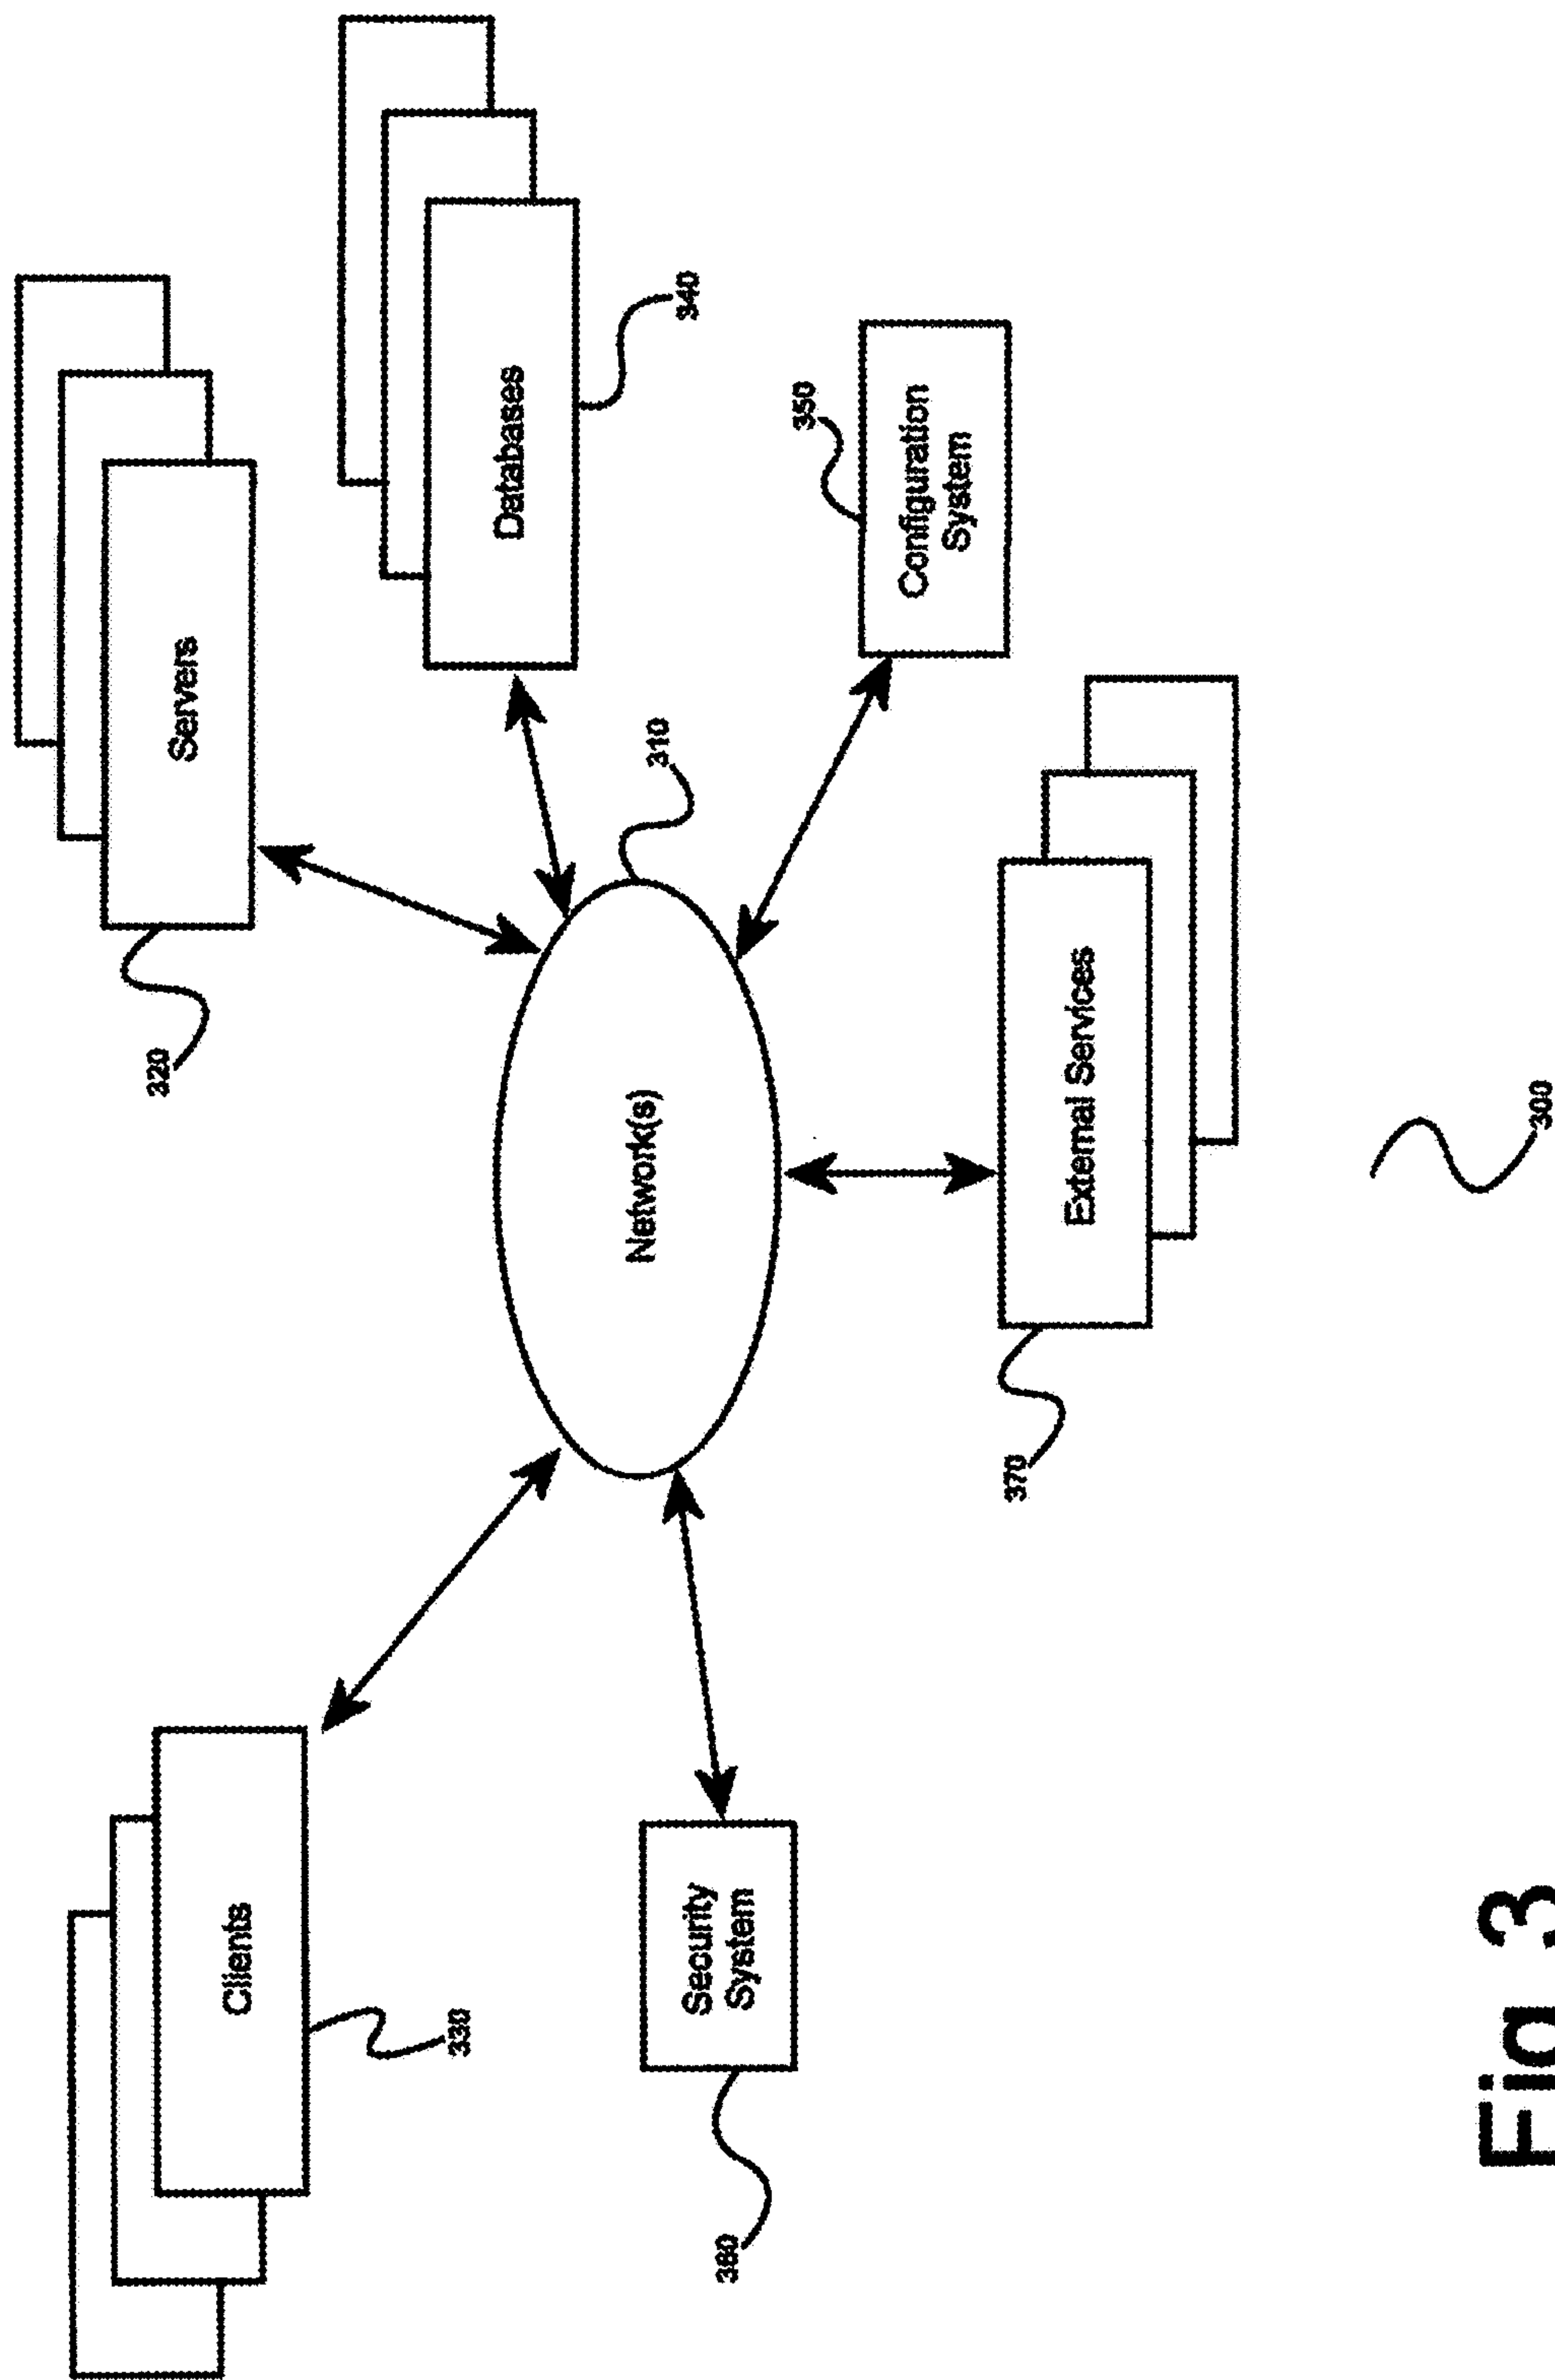 320
Servers
Clients
330
Databases
Network(s)
310
340
Security
System
360
350
Configuration
System
370
External Services
300
Fig 3